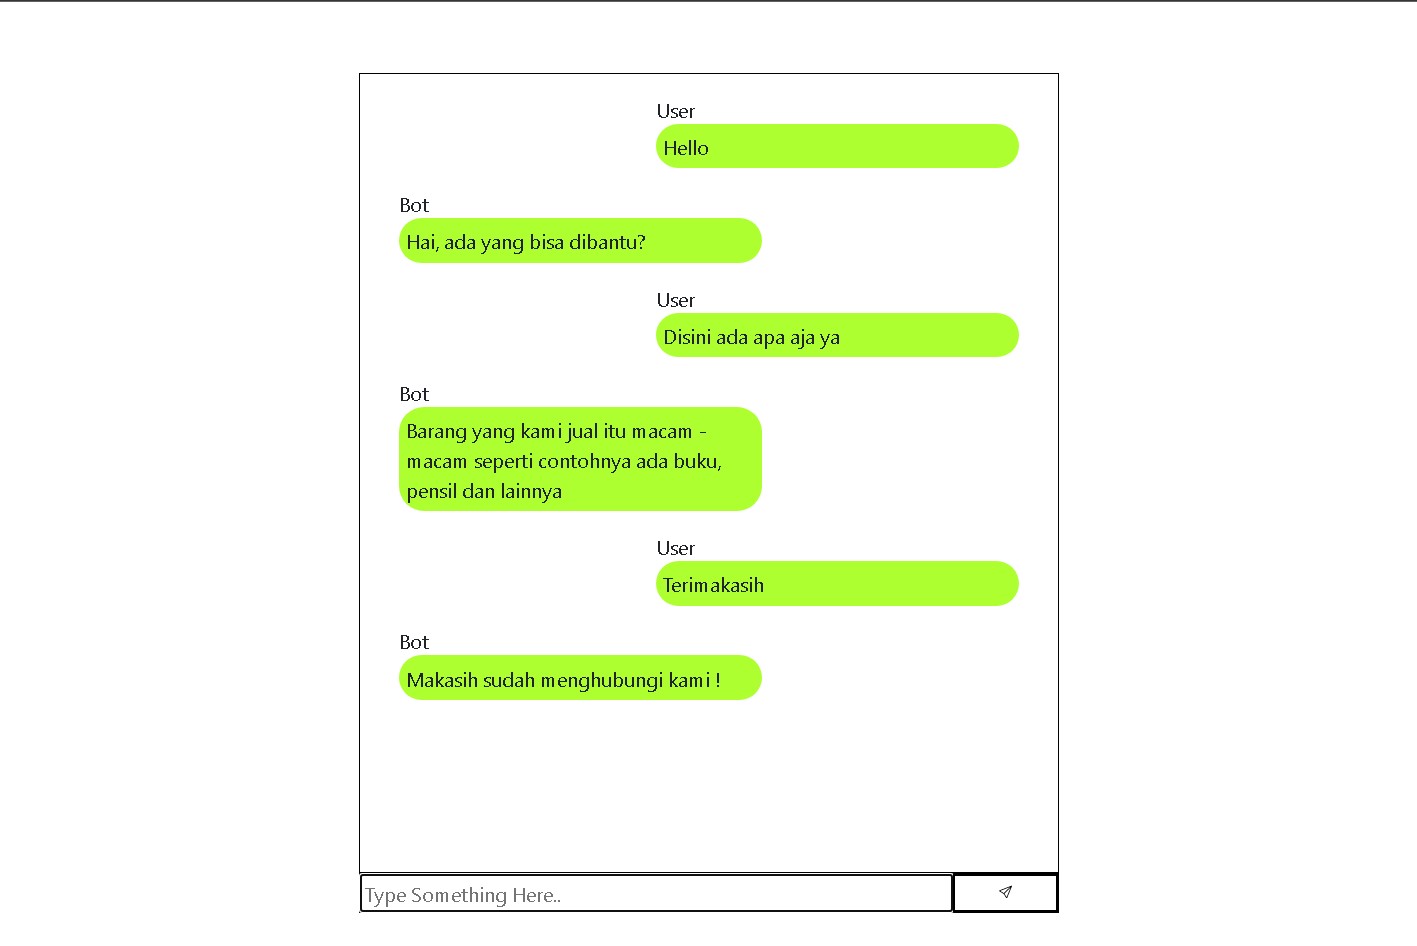 User
Hello
Bot
Hai, ada yang bisa dibantu?
User
Disini ada apa aja ya
Bot
Barang yang kami jual itu macam -
macam seperti contohnya ada buku,
pensil dan lainnya
User
Terimakasih
Bot
Makasih sudah menghubungi kami !
Type Something Here..